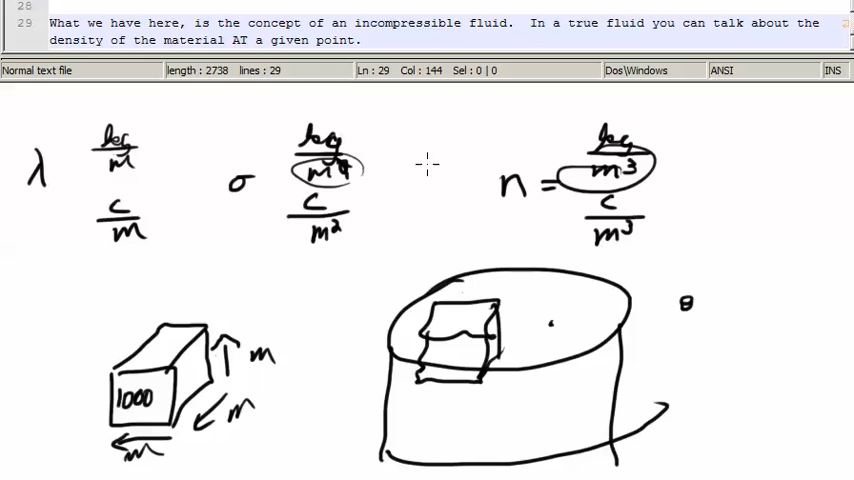 28
29 What we have here, is the concept of an incompressible fluid. In a true fluid you can talk about the
density of the material AT a given point.
Normal text file length : 2738 lines : 29 Ln : 29 Col : 144 Sel : 0 | 0 Dos\Windows ANSI INS
λ kg/m σ n = kg/m³
C/m C/m² C/m³
1000
m
m
m